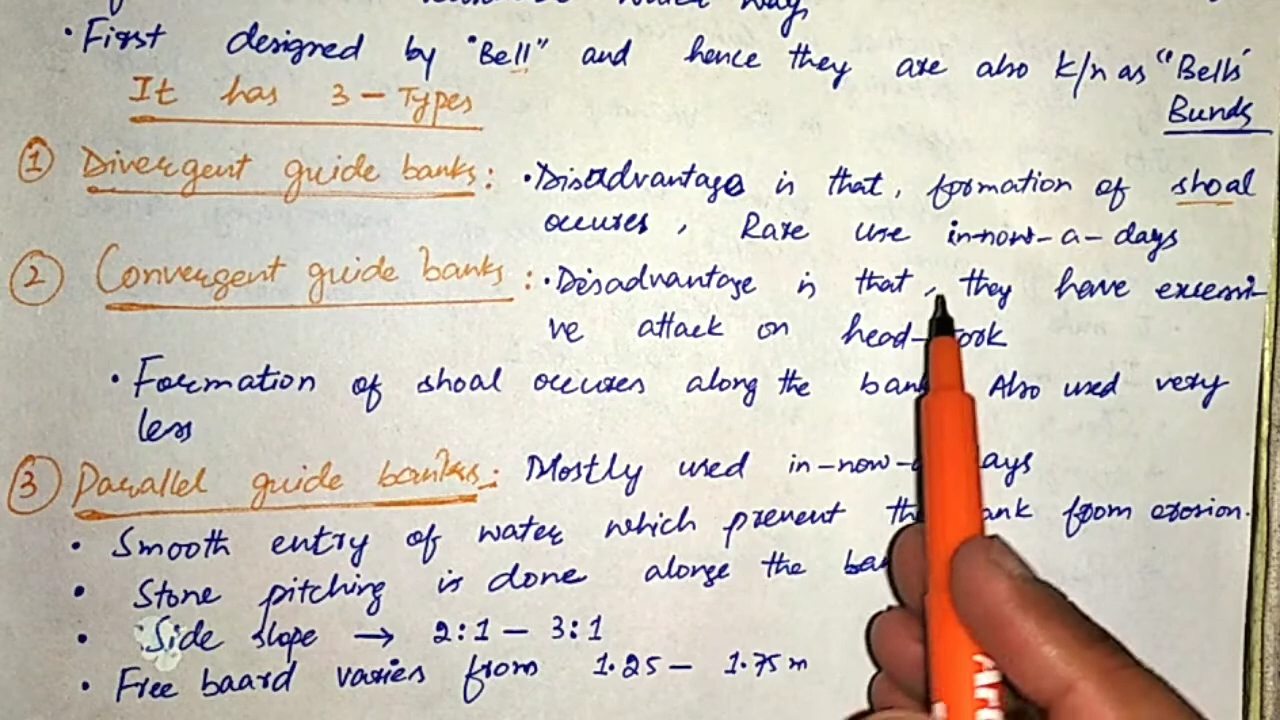 • First designed by "Bell" and hence they are also k/n as "Bells
Bunds
It has 3 - Types
① Divergent guide banks: • Disadvantage is that, formation of shoal
occures, Rare use in-now-a-days
② Convergent guide banks: • Disadvantage is that, they have excessi-
ve attack on head-
• Formation of shoal occures along the Also used very
less
③ Parallel guide banks: Mostly used in-now-
• Smooth entry of water which prevent from erosion.
• Stone pitching is done alonge the
• Side slope → 2:1 - 3:1
• Free baard varies from 1.25 - 1.75 m